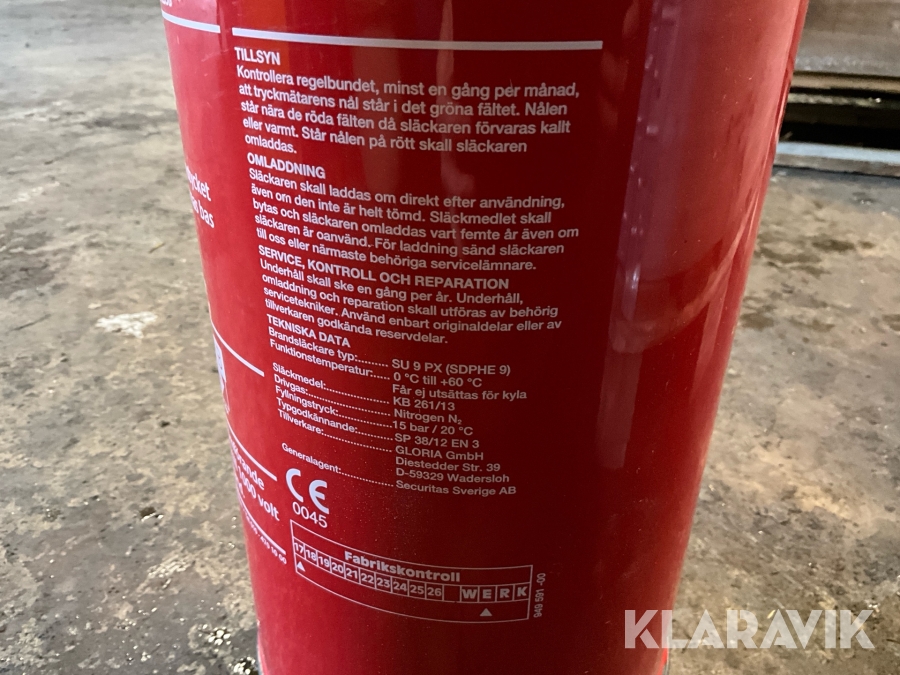 TILLSYN
Kontrollera regelbundet, minst en gång per månad,
att tryckmätarens nål står i det gröna fältet. Nålen
står nära de röda fälten då släckaren förvaras kallt
eller varmt. Står nålen på rött skall släckaren
omladdas.
OMLADDNING
Släckaren skall laddas om direkt efter användning,
även om den inte är helt tömd. Släckmedlet skall
bytas och släckaren omladdas vart femte år även om
släckaren är oanvänd. För laddning sänd släckaren
till oss eller närmaste behöriga servicelämnare.
SERVICE, KONTROLL OCH REPARATION
Underhåll skall ske en gång per år. Underhåll,
omladdning och reparation skall utföras av behörig
servicetekniker. Använd enbart originaldelar eller av
tillverkaren godkända reservdelar.
TEKNISKA DATA
Brandsläckare typ:......... SU 9 PX (SDPHE 9)
Funktionstemperatur:..... 0 °C till +60 °C
Får ej utsättas för kyla
Släckmedel:.................... KB 261/13
Drivgas:.......................... Nitrogen N₂
Fyllningstryck:................. 15 bar / 20 °C
Typgodkännande:........... SP 38/12 EN 3
Tillverkare:...................... GLORIA GmbH
Diestedder Str. 39
D-59329 Wadersloh
Generalagent:................. Securitas Sverige AB
CE
0045
Fabrikskontroll
17 18 19 20 21 22 23 24 25 26 WERK
949 591 -00
bas
1000 volt
KLARAVIK